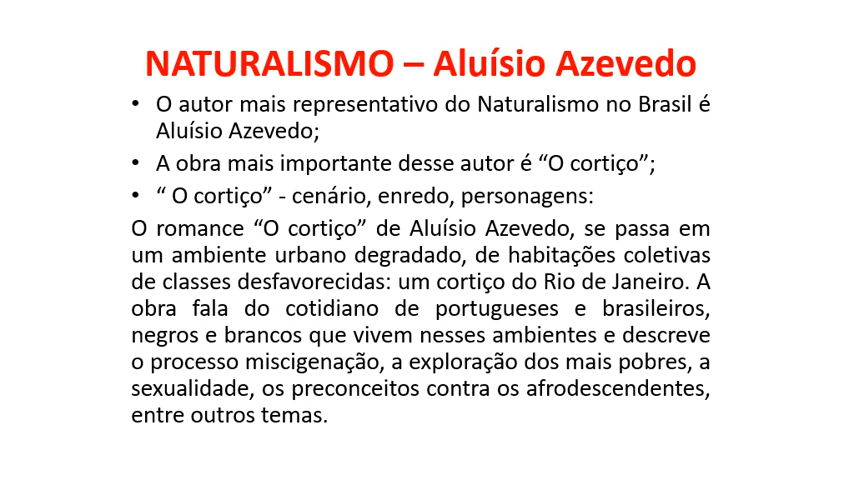 NATURALISMO – Aluísio Azevedo
• O autor mais representativo do Naturalismo no Brasil é
Aluísio Azevedo;
• A obra mais importante desse autor é “O cortiço”;
• “ O cortiço” - cenário, enredo, personagens:
O romance “O cortiço” de Aluísio Azevedo, se passa em
um ambiente urbano degradado, de habitações coletivas
de classes desfavorecidas: um cortiço do Rio de Janeiro. A
obra fala do cotidiano de portugueses e brasileiros,
negros e brancos que vivem nesses ambientes e descreve
o processo miscigenação, a exploração dos mais pobres, a
sexualidade, os preconceitos contra os afrodescendentes,
entre outros temas.